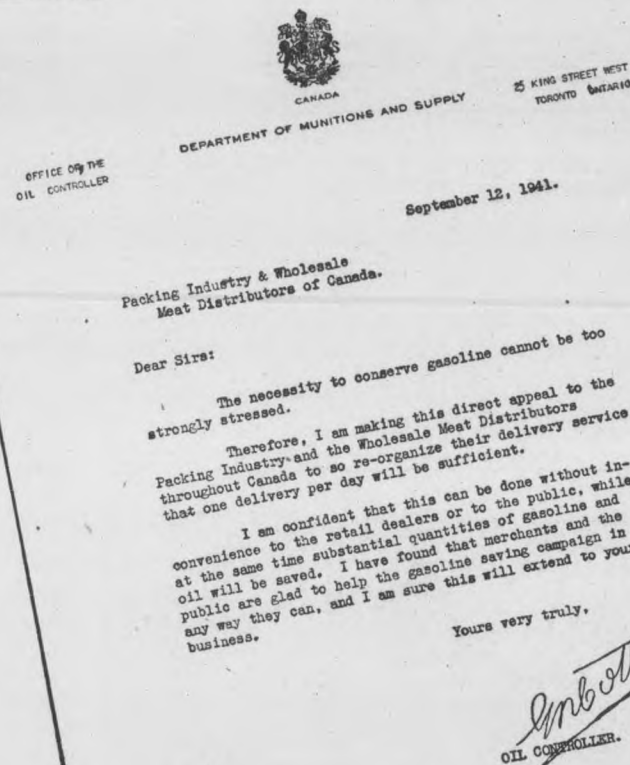 CANADA
DEPARTMENT OF MUNITIONS AND SUPPLY
25 KING STREET WEST
TORONTO ONTARIO
OFFICE OF THE
OIL CONTROLLER
September 12, 1941.
Packing Industry & Wholesale
Meat Distributors of Canada.
Dear Sirs:
The necessity to conserve gasoline cannot be too
strongly stressed.
Therefore, I am making this direct appeal to the
Packing Industry and the Wholesale Meat Distributors
throughout Canada to so re-organize their delivery service
that one delivery per day will be sufficient.
I am confident that this can be done without in-
convenience to the retail dealers or to the public, while
at the same time substantial quantities of gasoline and
oil will be saved. I have found that merchants and the
public are glad to help the gasoline saving campaign in
any way they can, and I am sure this will extend to your
business.
Yours very truly,
OIL CONTROLLER.